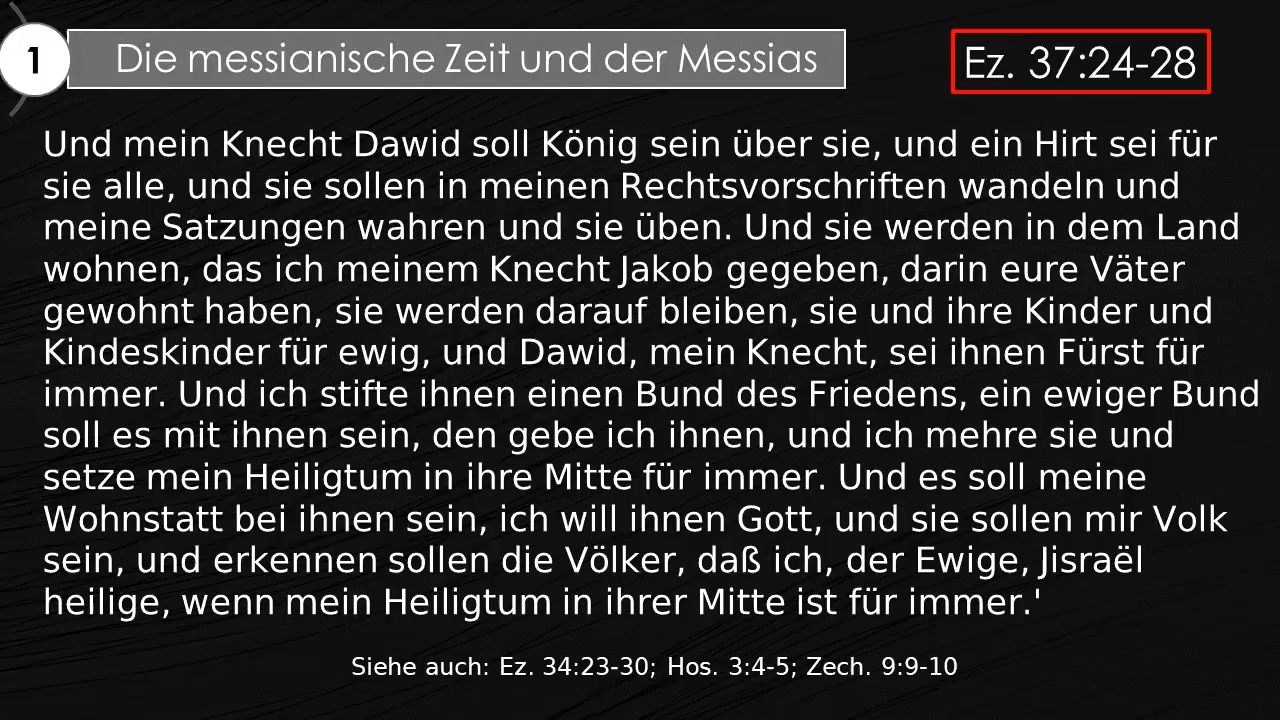 1
Die messianische Zeit und der Messias
Ez. 37:24-28
Und mein Knecht Dawid soll König sein über sie, und ein Hirt sei für
sie alle, und sie sollen in meinen Rechtsvorschriften wandeln und
meine Satzungen wahren und sie üben. Und sie werden in dem Land
wohnen, das ich meinem Knecht Jakob gegeben, darin eure Väter
gewohnt haben, sie werden darauf bleiben, sie und ihre Kinder und
Kindeskinder für ewig, und Dawid, mein Knecht, sei ihnen Fürst für
immer. Und ich stifte ihnen einen Bund des Friedens, ein ewiger Bund
soll es mit ihnen sein, den gebe ich ihnen, und ich mehre sie und
setze mein Heiligtum in ihre Mitte für immer. Und es soll meine
Wohnstatt bei ihnen sein, ich will ihnen Gott, und sie sollen mir Volk
sein, und erkennen sollen die Völker, daß ich, der Ewige, Jisraël
heilige, wenn mein Heiligtum in ihrer Mitte ist für immer.'
Siehe auch: Ez. 34:23-30; Hos. 3:4-5; Zech. 9:9-10